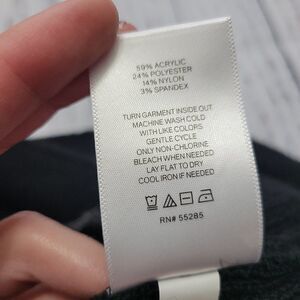 59% ACRYLIC
24% POLYESTER
14% NYLON
3% SPANDEX
TURN GARMENT INSIDE OUT
MACHINE WASH COLD
WITH LIKE COLORS
GENTLE CYCLE
ONLY NON-CHLORINE
BLEACH WHEN NEEDED
LAY FLAT TO DRY
COOL IRON IF NEEDED
RN# 55285